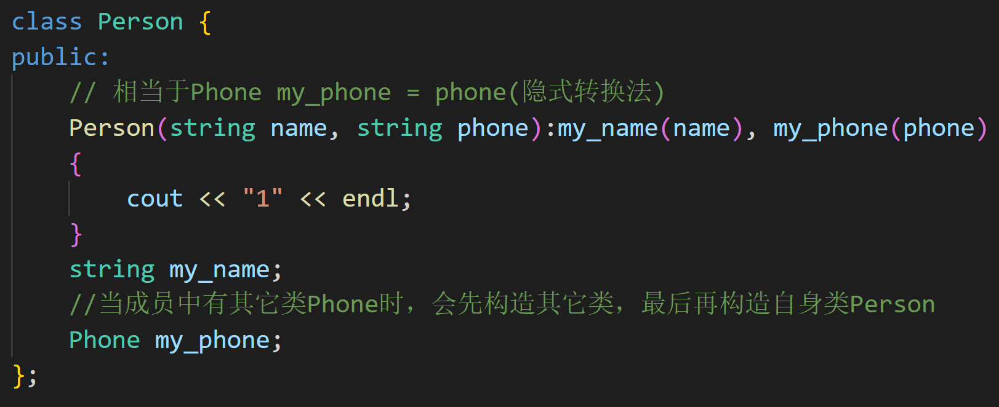 class Person {
public:
    // 相当于Phone my_phone = phone(隐式转换法)
    Person(string name, string phone):my_name(name), my_phone(phone)
    {
        cout << "1" << endl;
    }
    string my_name;
    //当成员中有其它类Phone时，会先构造其它类，最后再构造自身类Person
    Phone my_phone;
};